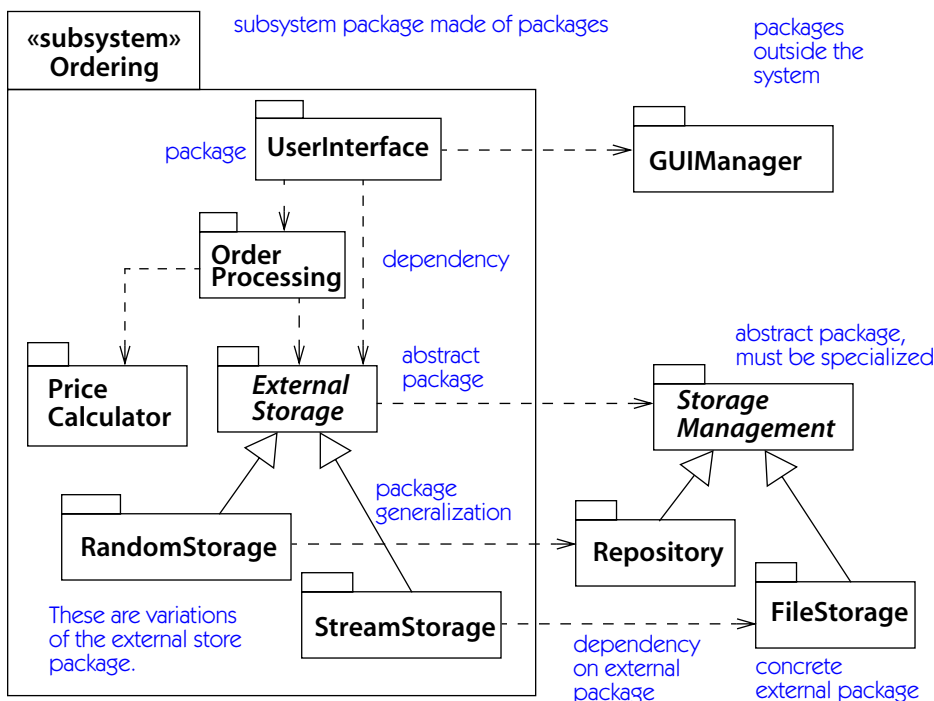 «subsystem»
Ordering
subsystem package made of packages
packages
outside the
system
package
UserInterface
GUIManager
Order
Processing
dependency
Price
Calculator
External
Storage
abstract
package
abstract package,
must be specialized
Storage
Management
package
generalization
RandomStorage
Repository
These are variations
of the external store
package.
StreamStorage
FileStorage
dependency
on external
package
concrete
external package